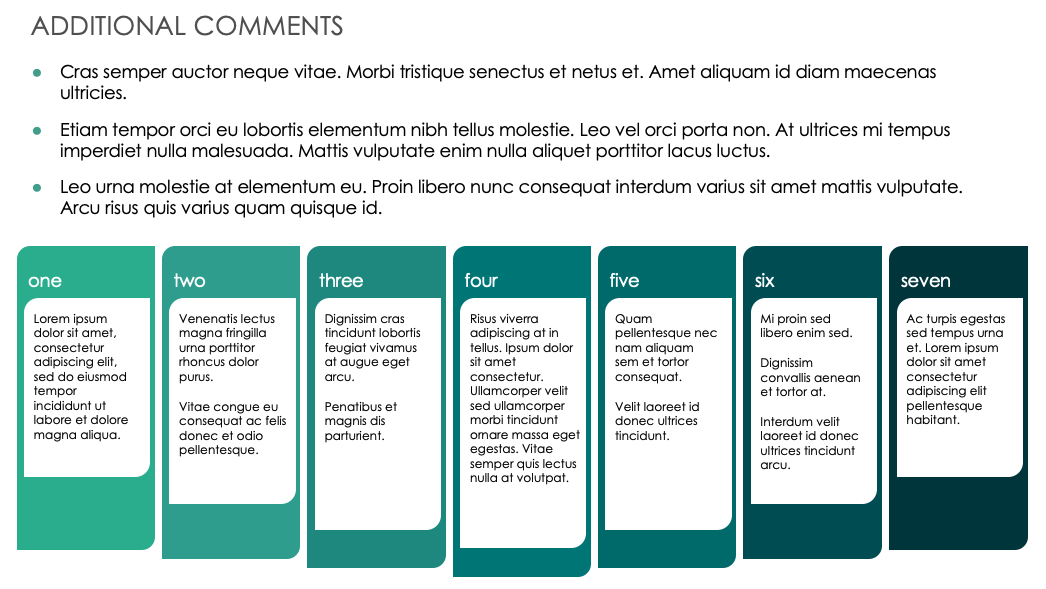 ADDITIONAL COMMENTS
• Cras semper auctor neque vitae. Morbi tristique senectus et netus et. Amet aliquam id diam maecenas
ultricies.
• Etiam tempor orci eu lobortis elementum nibh tellus molestie. Leo vel orci porta non. At ultrices mi tempus
imperdiet nulla malesuada. Mattis vulputate enim nulla aliquet porttitor lacus luctus.
• Leo urna molestie at elementum eu. Proin libero nunc consequat interdum varius sit amet mattis vulputate.
Arcu risus quis varius quam quisque id.
one
Lorem ipsum
dolor sit amet,
consectetur
adipiscing elit,
sed do eiusmod
tempor
incididunt ut
labore et dolore
magna aliqua.
two
Venenatis lectus
magna fringilla
urna porttitor
rhoncus dolor
purus.
Vitae congue eu
consequat ac felis
donec et odio
pellentesque.
three
Dignissim cras
tincidunt lobortis
feugiat vivamus
at augue eget
arcu.
Penatibus et
magnis dis
parturient.
four
Risus viverra
adipiscing at in
tellus. Ipsum dolor
sit amet
consectetur.
Ullamcorper velit
sed ullamcorper
morbi tincidunt
ornare massa eget
egestas. Vitae
semper quis lectus
nulla at volutpat.
five
Quam
pellentesque nec
nam aliquam
sem et tortor
consequat.
Velit laoreet id
donec ultrices
tincidunt.
six
Mi proin sed
libero enim sed.
Dignissim
convallis aenean
et tortor at.
Interdum velit
laoreet id donec
ultrices tincidunt
arcu.
seven
Ac turpis egestas
sed tempus urna
et. Lorem ipsum
dolor sit amet
consectetur
adipiscing elit
pellentesque
habitant.